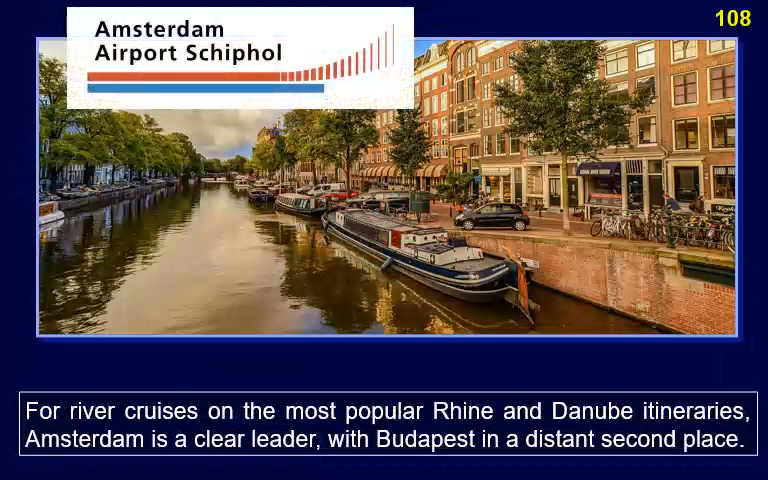 108
Amsterdam
Airport Schiphol
For river cruises on the most popular Rhine and Danube itineraries,
Amsterdam is a clear leader, with Budapest in a distant second place.